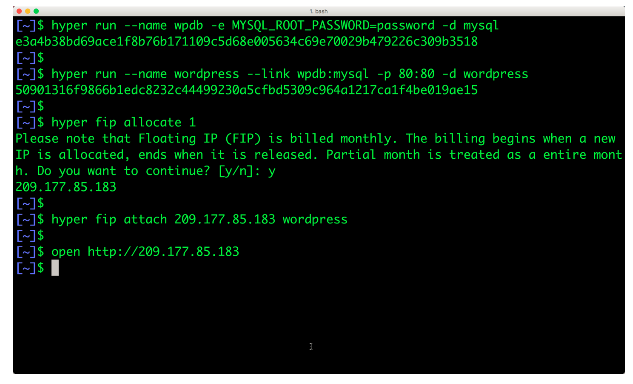 1. bash
[~]$ hyper run --name wpdb -e MYSQL_ROOT_PASSWORD=password -d mysql
e3a4b38bd69ace1f8b76b171109c5d68e005634c69e70029b479226c309b3518
[~]$
[~]$ hyper run --name wordpress --link wpdb:mysql -p 80:80 -d wordpress
50901316f9866b1edc8232c44499230a5cfbd5309c964a1217ca1f4be019ae15
[~]$
[~]$ hyper fip allocate 1
Please note that Floating IP (FIP) is billed monthly. The billing begins when a new
IP is allocated, ends when it is released. Partial month is treated as a entire mont
h. Do you want to continue? [y/n]: y
209.177.85.183
[~]$
[~]$ hyper fip attach 209.177.85.183 wordpress
[~]$
[~]$ open http://209.177.85.183
[~]$